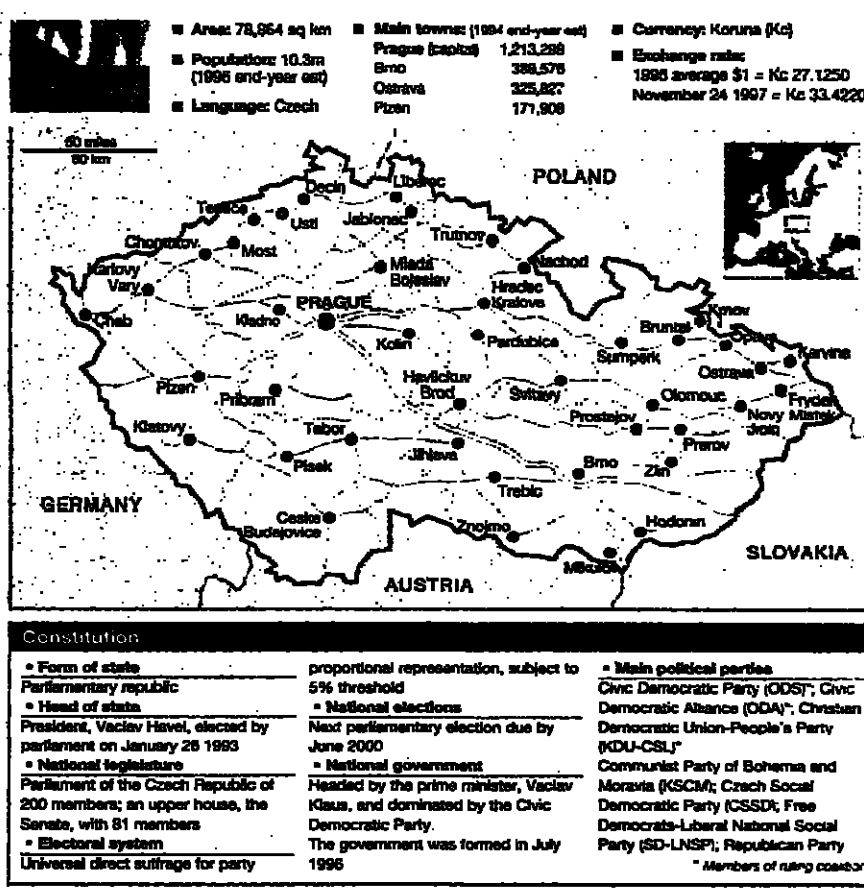 Area: 78,864 sq km
Population: 10.3m
(1996 end-year est)
Language: Czech
Main towns: (1994 end-year est)
Prague (capital) 1,213,299
Brno 389,576
Ostrava 325,827
Plzen 171,908
Currency: Koruna (Kc)
Exchange rate:
1996 average $1 = Kc 27.1250
November 24 1997 = Kc 33.4220
50 miles
80 km
POLAND
Decin
Liberec
Teplice
Usti
Jablonec
Trutnov
Chomutov
Most
Nachod
Karlovy
Vary
Mlada
Boleslav
Hradec
Kralove
PRAGUE
Cheb
Kladno
Kolin
Pardubice
Krnov
Bruntal
Opava
Sumperk
Karvina
Ostrava
Plzen
Pribram
Havlickuv
Brod
Svitavy
Olomouc
Frydek
Mistek
Novy
Jicin
Prostejov
Prerov
Klatovy
Tabor
Pisek
Jihlava
Brno
Zlin
Trebic
GERMANY
Ceske
Budejovice
Znojmo
Hodonin
Mikulov
SLOVAKIA
AUSTRIA
Constitution
• Form of state
Parliamentary republic
• Head of state
President, Vaclav Havel, elected by
parliament on January 26 1993
• National legislature
Parliament of the Czech Republic of
200 members; an upper house, the
Senate, with 81 members
• Electoral system
Universal direct suffrage for party
proportional representation, subject to
5% threshold
• National elections
Next parliamentary election due by
June 2000
• National government
Headed by the prime minister, Vaclav
Klaus, and dominated by the Civic
Democratic Party.
The government was formed in July
1996
• Main political parties
Civic Democratic Party (ODS)*; Civic
Democratic Alliance (ODA)*; Christian
Democratic Union-People's Party
(KDU-CSL)*
Communist Party of Bohemia and
Moravia (KSCM); Czech Social
Democratic Party (CSSD); Free
Democrats-Liberal National Social
Party (SD-LNSP); Republican Party
* Members of ruling coalition